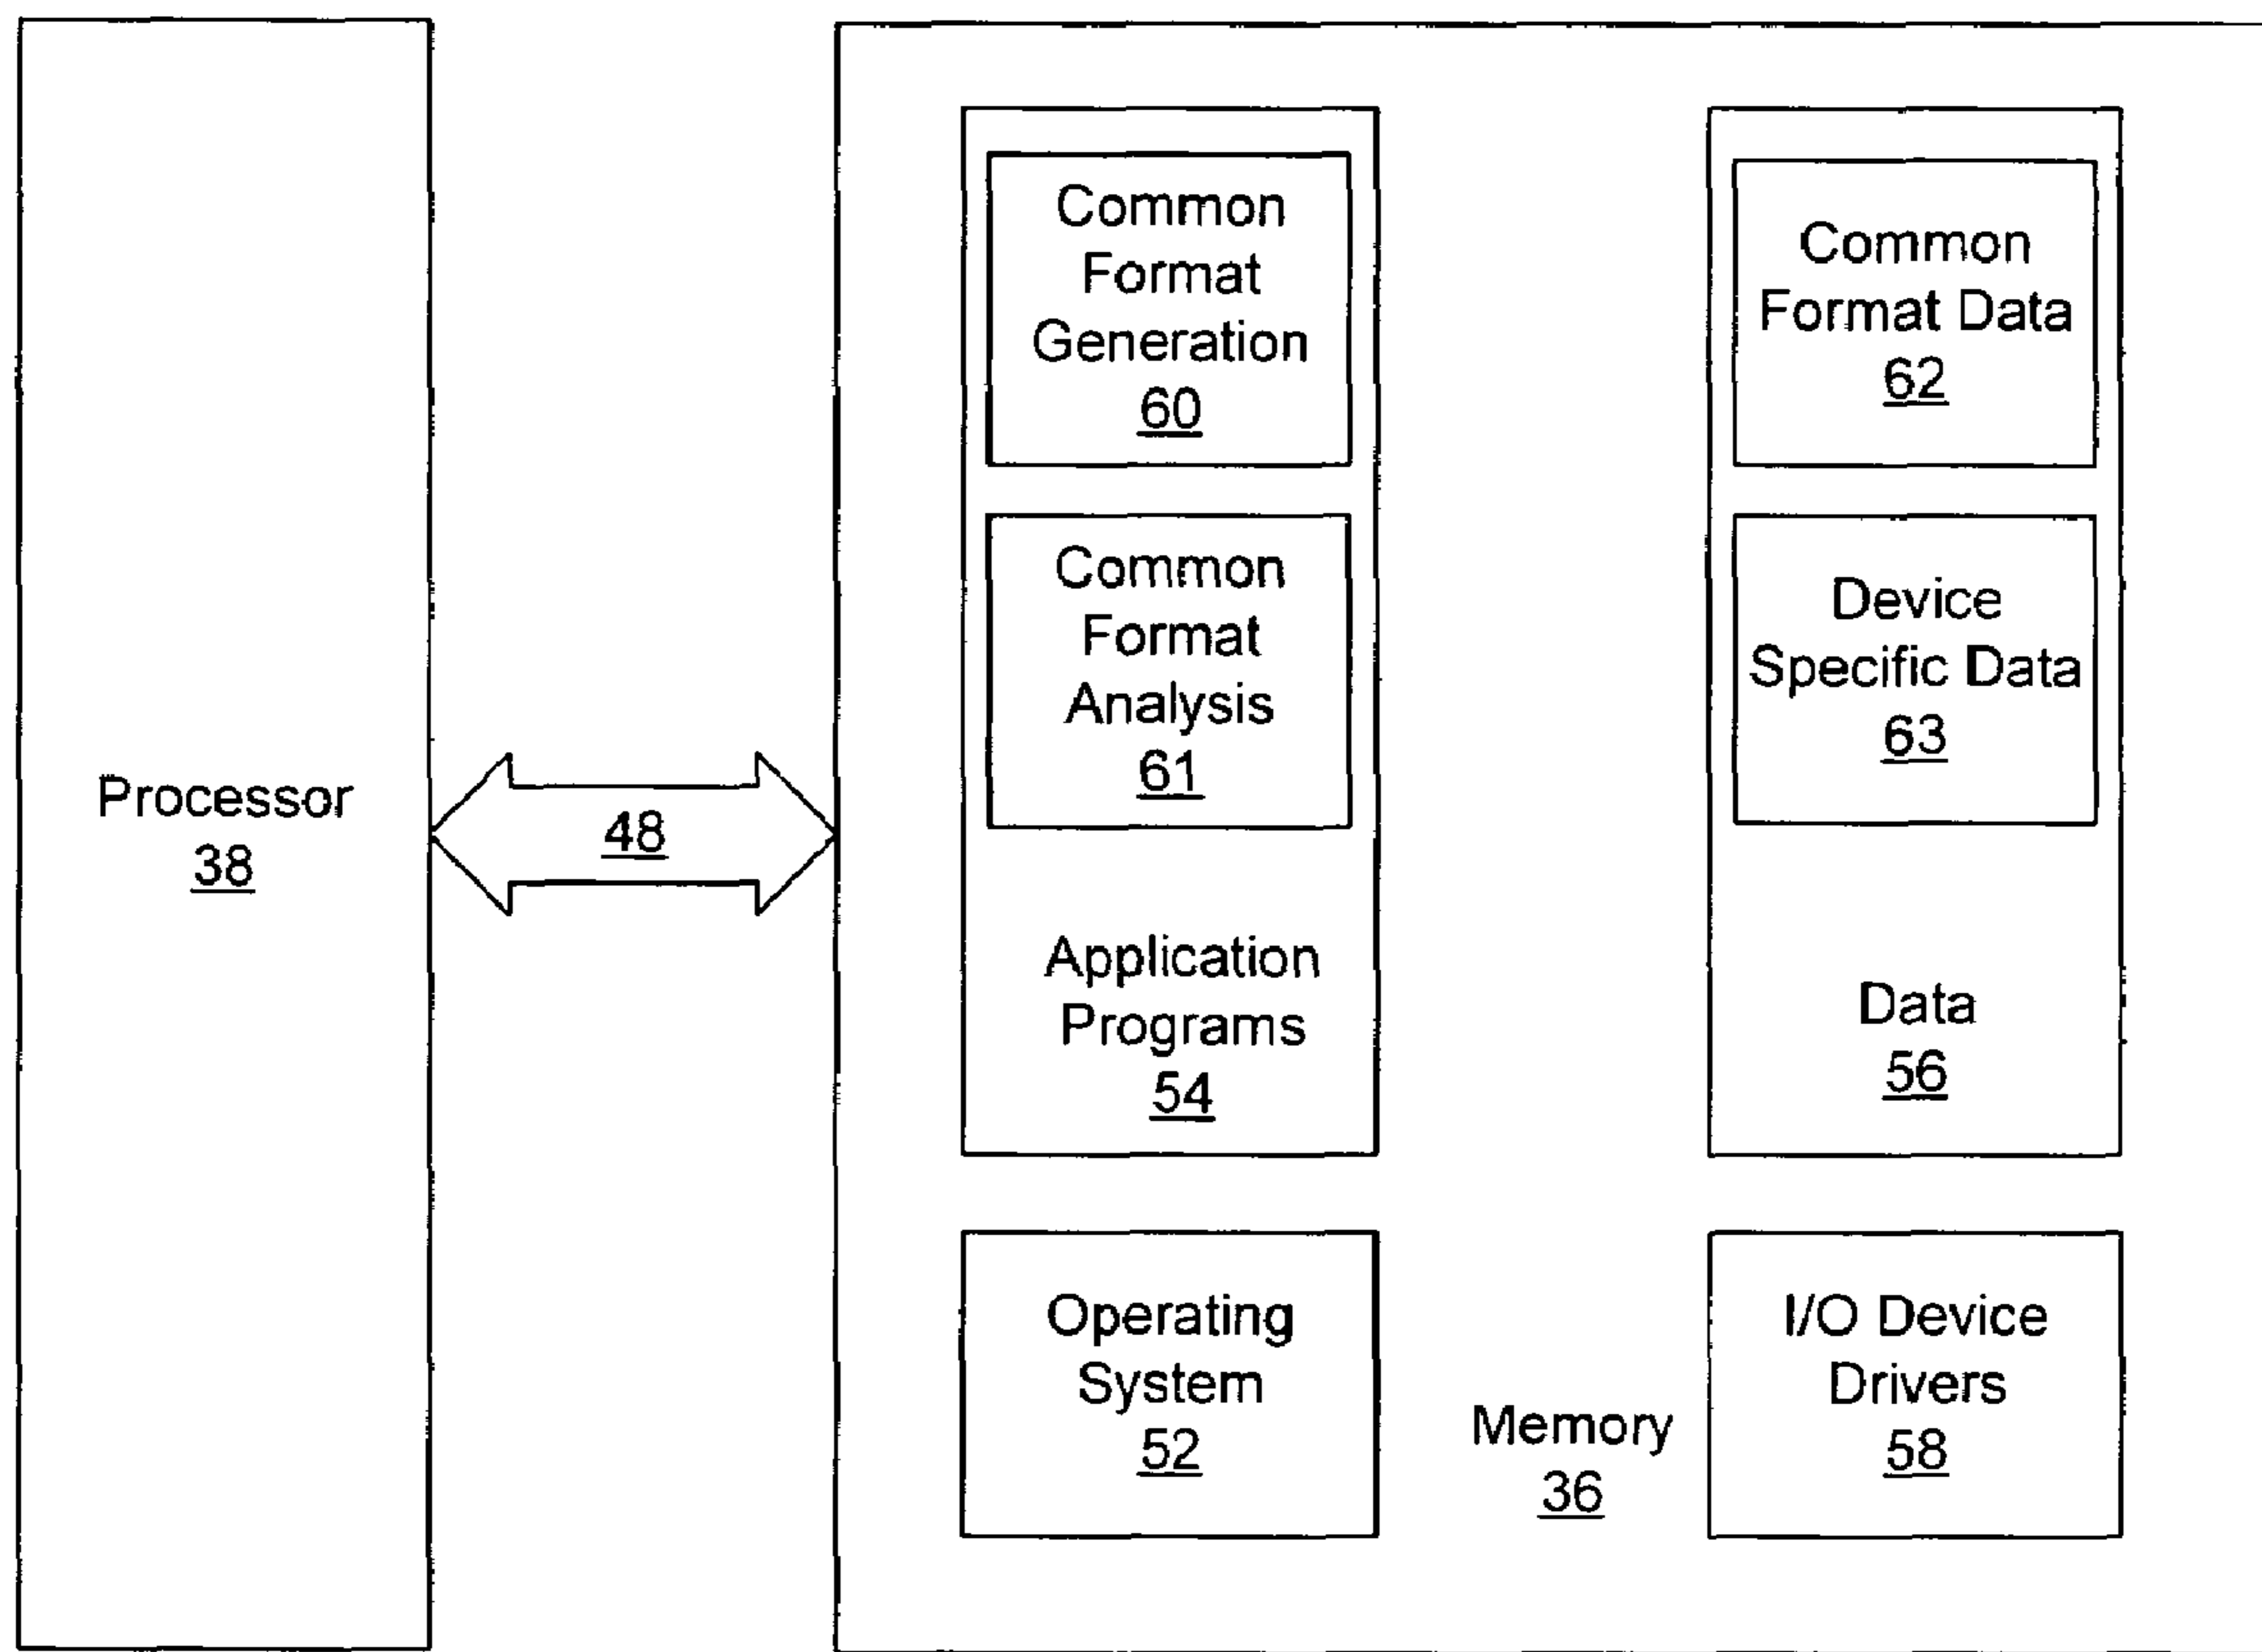 Processor
38
48
Common
Format
Generation
60
Common
Format
Analysis
61
Application
Programs
54
Common
Format Data
62
Device
Specific Data
63
Data
56
Operating
System
52
Memory
36
I/O Device
Drivers
58